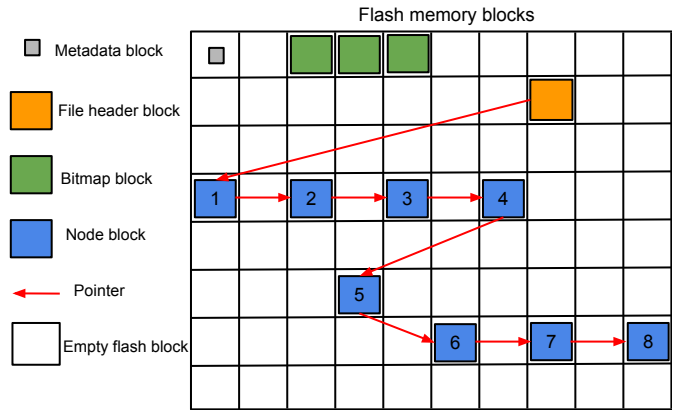 Flash memory blocks
Metadata block
File header block
Bitmap block
Node block
Pointer
Empty flash block
1 2 3 4
5
6 7 8